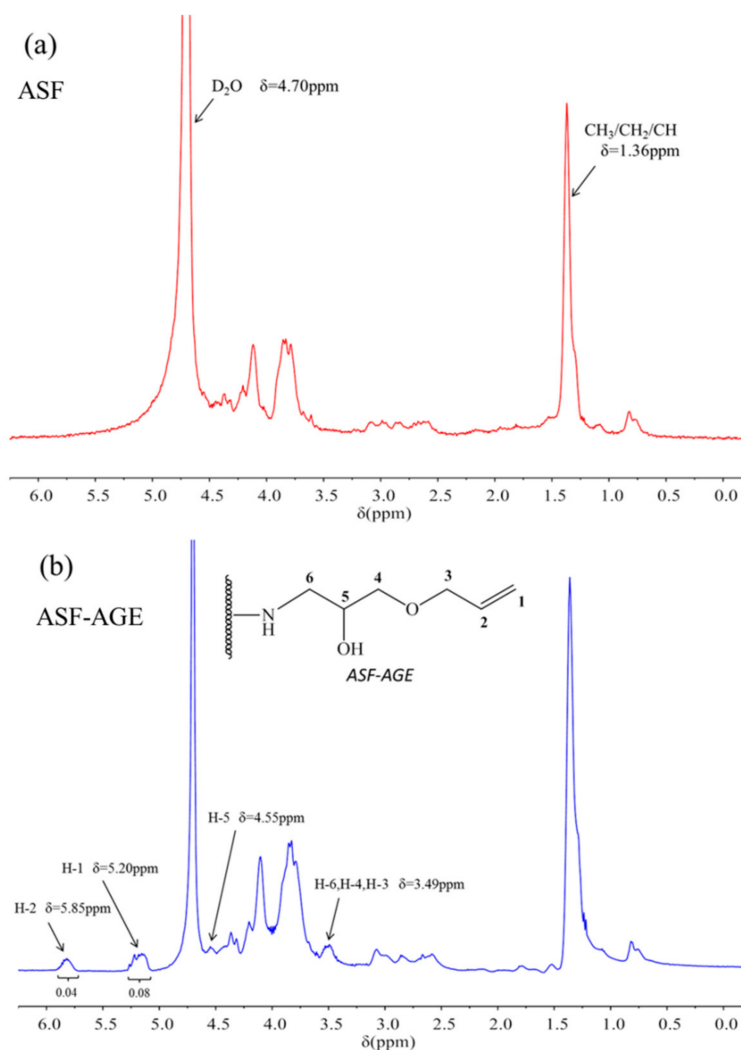 (a)
ASF
D₂O δ=4.70ppm
CH₃/CH₂/CH
δ=1.36ppm
6.0 5.5 5.0 4.5 4.0 3.5 3.0 2.5 2.0 1.5 1.0 0.5 0.0
δ(ppm)
(b)
ASF-AGE
6 4 3
5 1
N O 2
H
OH
ASF-AGE
H-5 δ=4.55ppm
H-1 δ=5.20ppm
H-6,H-4,H-3 δ=3.49ppm
H-2 δ=5.85ppm
0.04 0.08
6.0 5.5 5.0 4.5 4.0 3.5 3.0 2.5 2.0 1.5 1.0 0.5 0.0
δ(ppm)